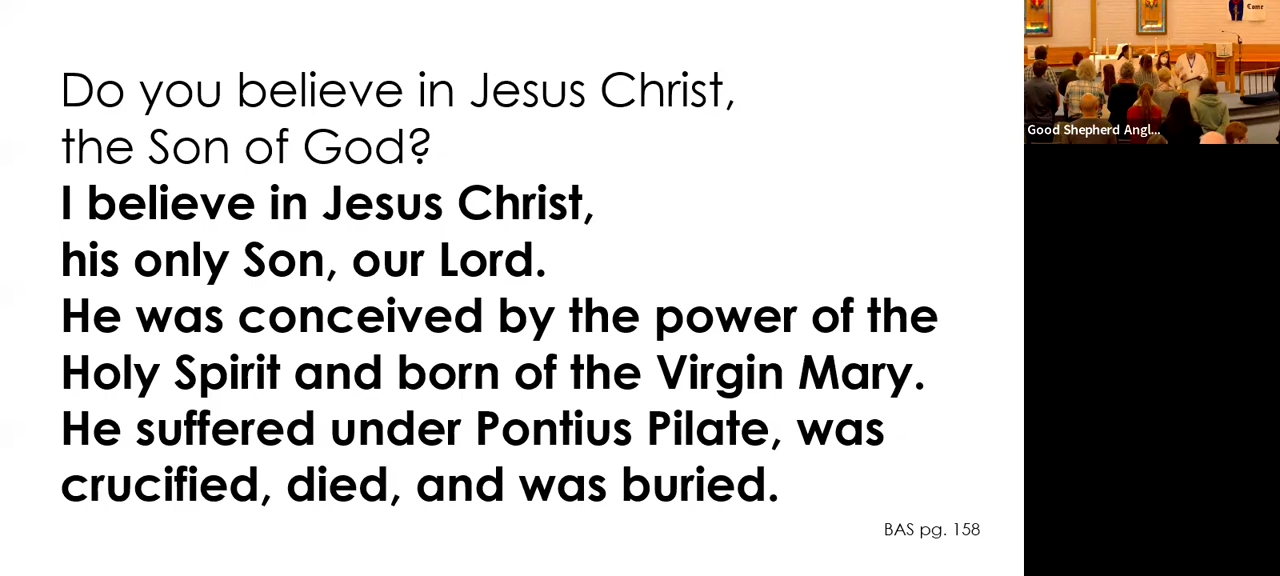 Do you believe in Jesus Christ,
the Son of God?
I believe in Jesus Christ,
his only Son, our Lord.
He was conceived by the power of the
Holy Spirit and born of the Virgin Mary.
He suffered under Pontius Pilate, was
crucified, died, and was buried.
BAS pg. 158
Come
Good Shepherd Angl...